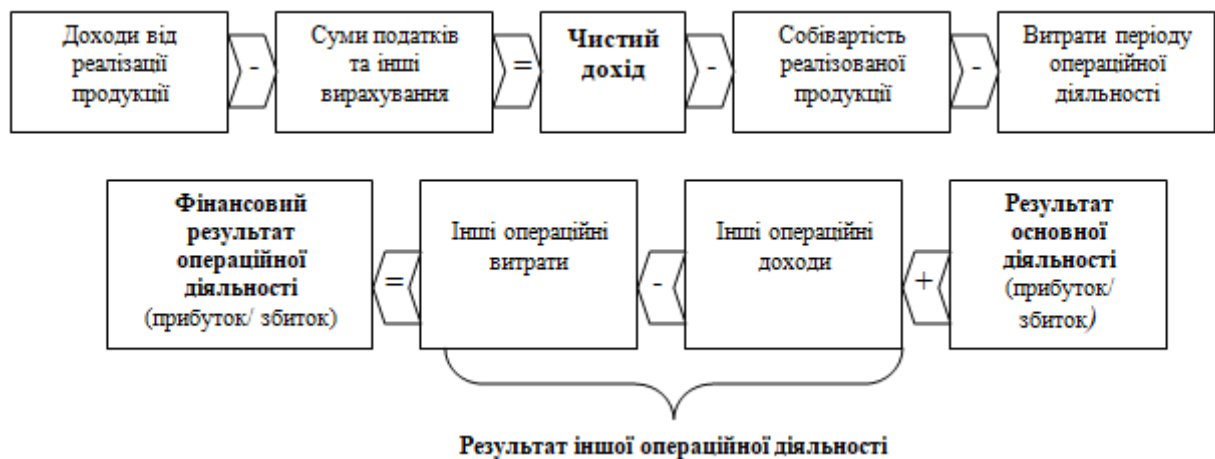 Доходи від
реалізації
продукції
-
Суми податків
та інші
вирахування
=
Чистий
дохід
-
Собівартість
реалізованої
продукції
-
Витрати періоду
операційної
діяльності
Фінансовий
результат
операційної
діяльності
(прибуток/ збиток)
=
Інші операційні
витрати
-
Інші операційні
доходи
+
Результат
основної
діяльності
(прибуток/
збиток)
Результат іншої операційної діяльності